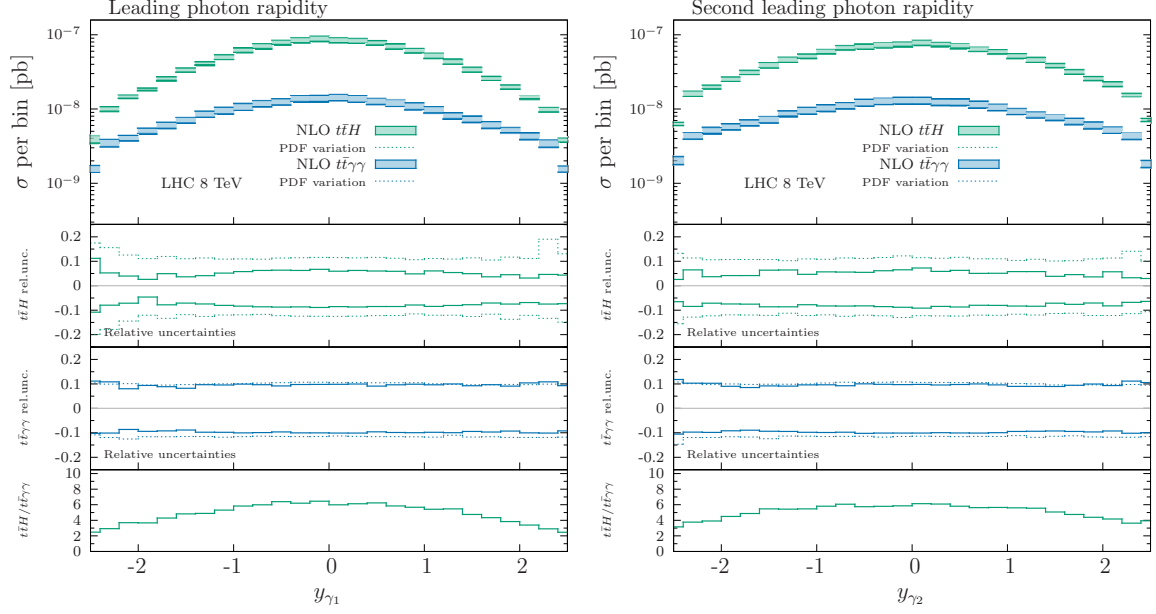 Leading photon rapidity
σ per bin [pb]
10⁻⁷
10⁻⁸
10⁻⁹
NLO tt̄H
PDF variation
NLO tt̄γγ
PDF variation
LHC 8 TeV
tt̄H rel.unc.
0.2
0.1
0
-0.1
-0.2
Relative uncertainties
tt̄γγ rel.unc.
0.2
0.1
0
-0.1
-0.2
Relative uncertainties
tt̄H/tt̄γγ
10
8
6
4
2
0
-2 -1 0 1 2
y_γ₁
Second leading photon rapidity
σ per bin [pb]
10⁻⁷
10⁻⁸
10⁻⁹
NLO tt̄H
PDF variation
NLO tt̄γγ
PDF variation
LHC 8 TeV
tt̄H rel.unc.
0.2
0.1
0
-0.1
-0.2
Relative uncertainties
tt̄γγ rel.unc.
0.2
0.1
0
-0.1
-0.2
Relative uncertainties
tt̄H/tt̄γγ
10
8
6
4
2
0
-2 -1 0 1 2
y_γ₂